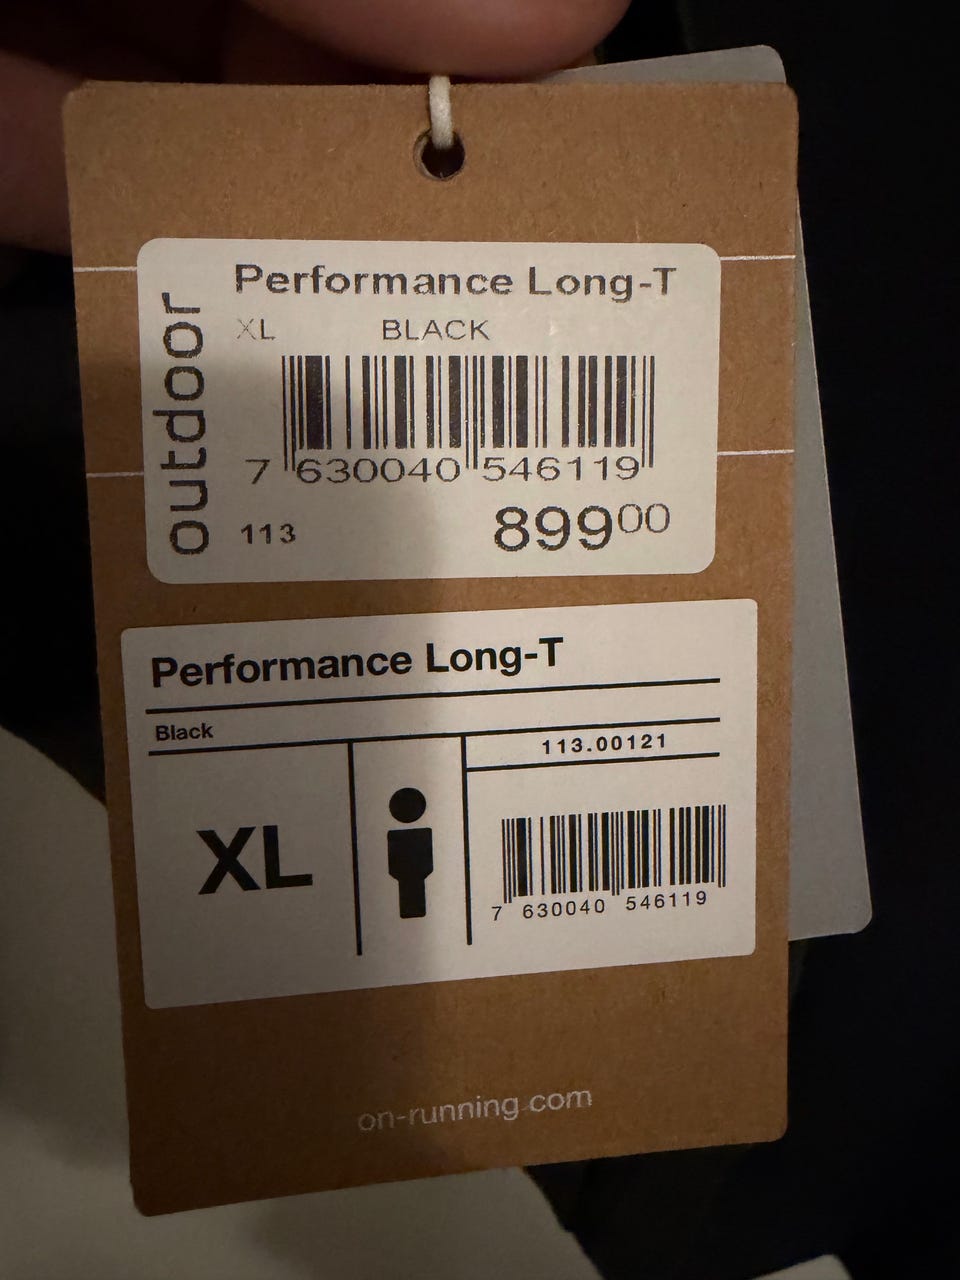 outdoor
Performance Long-T
XL BLACK
7 630040 546119
113 899⁰⁰
Performance Long-T
Black
113.00121
XL
7 630040 546119
on-running.com